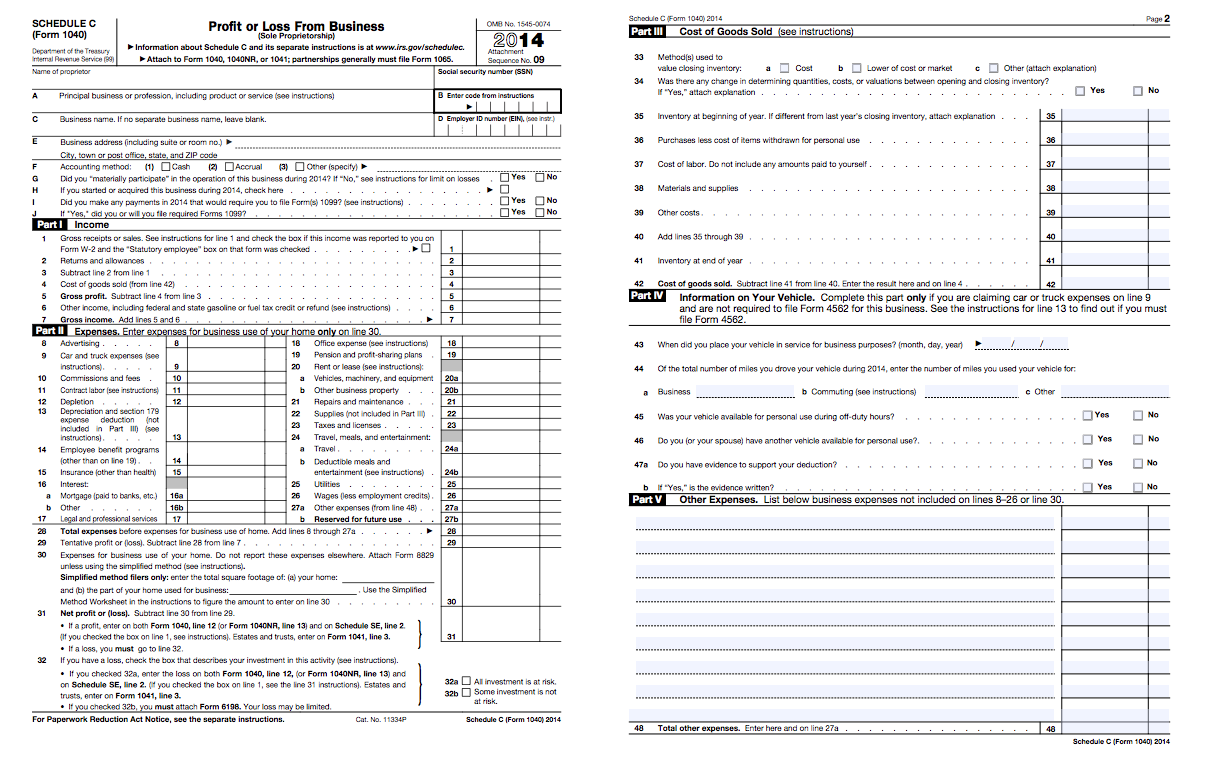 SCHEDULE C
(Form 1040)
Department of the Treasury
Internal Revenue Service (99)
Profit or Loss From Business
(Sole Proprietorship)
▶ Information about Schedule C and its separate instructions is at www.irs.gov/schedulec.
▶ Attach to Form 1040, 1040NR, or 1041; partnerships generally must file Form 1065.
OMB No. 1545-0074
2014
Attachment
Sequence No. 09
Name of proprietor
Social security number (SSN)
A Principal business or profession, including product or service (see instructions)
B Enter code from instructions
▶
C Business name. If no separate business name, leave blank.
D Employer ID number (EIN), (see instr.)
E Business address (including suite or room no.) ▶
City, town or post office, state, and ZIP code
F Accounting method: (1) Cash (2) Accrual (3) Other (specify) ▶
G Did you "materially participate" in the operation of this business during 2014? If "No," see instructions for limit on losses . Yes No
H If you started or acquired this business during 2014, check here ▶
I Did you make any payments in 2014 that would require you to file Form(s) 1099? (see instructions) Yes No
J If "Yes," did you or will you file required Forms 1099? Yes No
Part I Income
1 Gross receipts or sales. See instructions for line 1 and check the box if this income was reported to you on
Form W-2 and the "Statutory employee" box on that form was checked ▶ 1
2 Returns and allowances 2
3 Subtract line 2 from line 1 3
4 Cost of goods sold (from line 42) 4
5 Gross profit. Subtract line 4 from line 3 5
6 Other income, including federal and state gasoline or fuel tax credit or refund (see instructions) 6
7 Gross income. Add lines 5 and 6 ▶ 7
Part II Expenses. Enter expenses for business use of your home only on line 30.
8 Advertising 8
9 Car and truck expenses (see
instructions) 9
10 Commissions and fees 10
11 Contract labor (see instructions) 11
12 Depletion 12
13 Depreciation and section 179
expense deduction (not
included in Part III) (see
instructions) 13
14 Employee benefit programs
(other than on line 19) 14
15 Insurance (other than health) 15
16 Interest:
a Mortgage (paid to banks, etc.) 16a
b Other 16b
17 Legal and professional services 17
18 Office expense (see instructions) 18
19 Pension and profit-sharing plans 19
20 Rent or lease (see instructions):
a Vehicles, machinery, and equipment 20a
b Other business property 20b
21 Repairs and maintenance 21
22 Supplies (not included in Part III) 22
23 Taxes and licenses 23
24 Travel, meals, and entertainment:
a Travel 24a
b Deductible meals and
entertainment (see instructions) 24b
25 Utilities 25
26 Wages (less employment credits) 26
27a Other expenses (from line 48) 27a
b Reserved for future use 27b
28 Total expenses before expenses for business use of home. Add lines 8 through 27a ▶ 28
29 Tentative profit or (loss). Subtract line 28 from line 7 29
30 Expenses for business use of your home. Do not report these expenses elsewhere. Attach Form 8829
unless using the simplified method (see instructions).
Simplified method filers only: enter the total square footage of: (a) your home:
and (b) the part of your home used for business: . Use the Simplified
Method Worksheet in the instructions to figure the amount to enter on line 30 30
31 Net profit or (loss). Subtract line 30 from line 29.
• If a profit, enter on both Form 1040, line 12 (or Form 1040NR, line 13) and on Schedule SE, line 2.
(If you checked the box on line 1, see instructions). Estates and trusts, enter on Form 1041, line 3. 31
• If a loss, you must go to line 32.
32 If you have a loss, check the box that describes your investment in this activity (see instructions).
• If you checked 32a, enter the loss on both Form 1040, line 12, (or Form 1040NR, line 13) and
on Schedule SE, line 2. (If you checked the box on line 1, see the line 31 instructions). Estates and
trusts, enter on Form 1041, line 3.
• If you checked 32b, you must attach Form 6198. Your loss may be limited.
32a All investment is at risk.
32b Some investment is not
at risk.
For Paperwork Reduction Act Notice, see the separate instructions. Cat. No. 11334P Schedule C (Form 1040) 2014
Schedule C (Form 1040) 2014 Page 2
Part III Cost of Goods Sold (see instructions)
33 Method(s) used to
value closing inventory: a Cost b Lower of cost or market c Other (attach explanation)
34 Was there any change in determining quantities, costs, or valuations between opening and closing inventory?
If "Yes," attach explanation Yes No
35 Inventory at beginning of year. If different from last year's closing inventory, attach explanation 35
36 Purchases less cost of items withdrawn for personal use 36
37 Cost of labor. Do not include any amounts paid to yourself 37
38 Materials and supplies 38
39 Other costs 39
40 Add lines 35 through 39 40
41 Inventory at end of year 41
42 Cost of goods sold. Subtract line 41 from line 40. Enter the result here and on line 4 42
Part IV Information on Your Vehicle. Complete this part only if you are claiming car or truck expenses on line 9
and are not required to file Form 4562 for this business. See the instructions for line 13 to find out if you must
file Form 4562.
43 When did you place your vehicle in service for business purposes? (month, day, year) ▶ / /
44 Of the total number of miles you drove your vehicle during 2014, enter the number of miles you used your vehicle for:
a Business b Commuting (see instructions) c Other
45 Was your vehicle available for personal use during off-duty hours? Yes No
46 Do you (or your spouse) have another vehicle available for personal use? Yes No
47a Do you have evidence to support your deduction? Yes No
b If "Yes," is the evidence written? Yes No
Part V Other Expenses. List below business expenses not included on lines 8–26 or line 30.
48 Total other expenses. Enter here and on line 27a 48
Schedule C (Form 1040) 2014